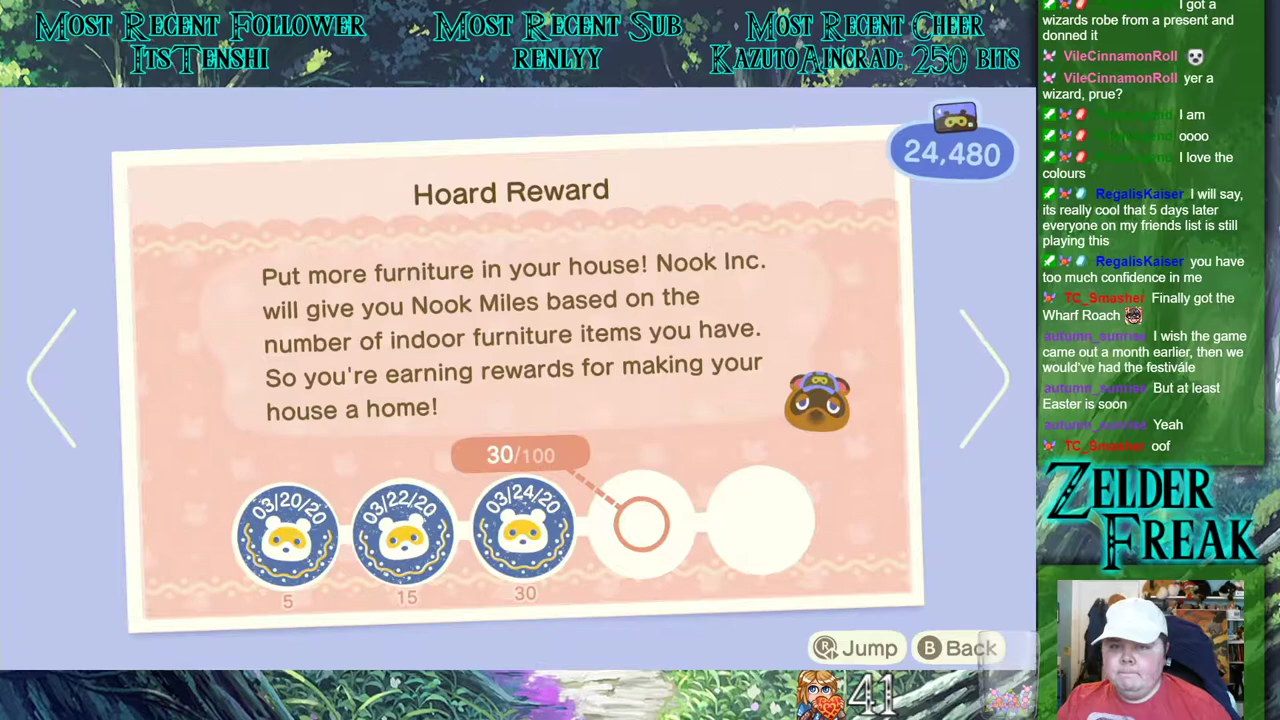 MOST RECENT FOLLOWER
ITSTENSHI
MOST RECENT SUB
RENLYY
MOST RECENT CHEER
KAZUTOAINCRAD: 250 BITS
24,480
Hoard Reward
Put more furniture in your house! Nook Inc.
will give you Nook Miles based on the
number of indoor furniture items you have.
So you're earning rewards for making your
house a home!
30/100
03/20/20
03/22/20
03/24/20
5
15
30
R Jump
B Back
41
I got a
wizards robe from a present and
donned it
VileCinnamonRoll
VileCinnamonRoll yer a
wizard, prue?
I am
oooo
I love the
colours
RegalisKaiser I will say,
its really cool that 5 days later
everyone on my friends list is still
playing this
RegalisKaiser you have
too much confidence in me
TC_Smasher Finally got the
Wharf Roach
autumn_sunrise I wish the game
came out a month earlier, then we
would've had the festivále
autumn_sunrise But at least
Easter is soon
autumn_sunrise Yeah
TC_Smasher oof
ZELDER
FREAK